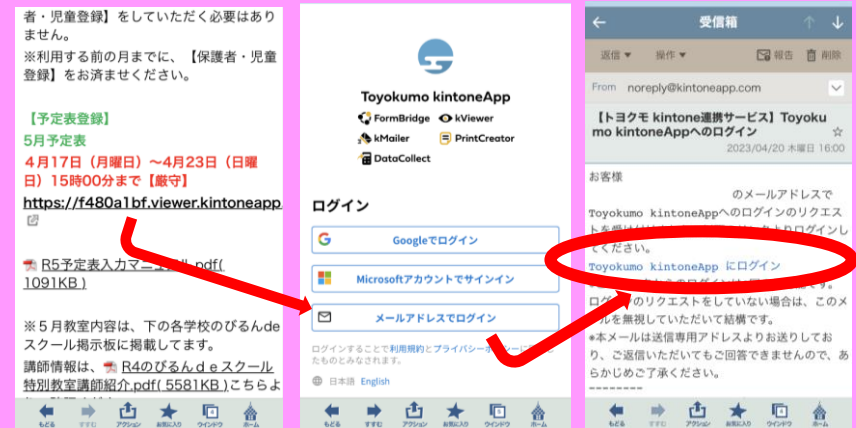 者・児童登録】をしていただく必要はあり
ません。
※利用する前の月までに、【保護者・児童
登録】をお済ませください。
【予定表登録】
5月予定表
4月17日（月曜日）～4月23日（日曜
日）15時00分まで【厳守】
https://f480a1bf.viewer.kintoneapp.
R5予定表入力マニュ
.pdf(
1091KB )
※５月教室内容は、下の各学校のびるんde
スクール掲示板に掲載してます。
講師情報は、 R4のびるんｄｅスクール
特別教室講師紹介.pdf( 5581KB )こちらよ
もどる
すすむ
アクション
お気に入り
ウインドウ
ホーム
Toyokumo kintoneApp
FormBridge kViewer
kMailer PrintCreator
DataCollect
ログイン
Googleでログイン
Microsoftアカウントでサインイン
メールアドレスでログイン
ログインすることで利用規約とプライバシーポ
たものとみなされます。
日本語 English
もどる
すすむ
アクション
お気に入り
ウインドウ
ホーム
受信箱
返信 操作 報告 削除
From noreply@kintoneapp.com
【トヨクモ kintone連携サービス】Toyoku
mo kintoneAppへのログイン
2023/04/20 木曜日 16:00
お客様
のメールアドレスで
Toyokumo kintoneAppへのログインのリクエス
ログインし
てください。
Toyokumo kintoneApp にログイン
のリクエストをしていない場合は、このメ
ールを無視していただいて結構です。
*本メールは送信専用アドレスよりお送りしてお
り、ご返信いただいてもご回答できませんので、あ
らかじめご了承ください。
--------
もどる
すすむ
アクション
お気に入り
ウインドウ
ホーム